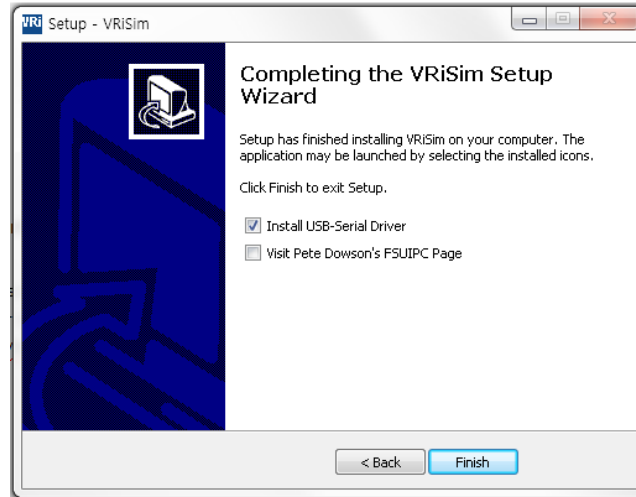 VRi Setup - VRiSim
Completing the VRiSim Setup
Wizard
Setup has finished installing VRiSim on your computer. The
application may be launched by selecting the installed icons.
Click Finish to exit Setup.
Install USB-Serial Driver
Visit Pete Dowson's FSUIPC Page
< Back Finish